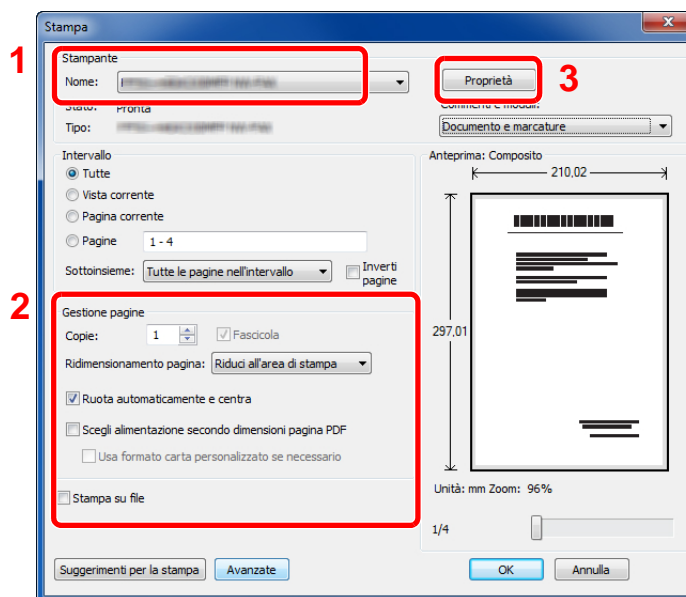 Stampa
1
Stampante
Nome:
Proprietà
3
Stato: Pronta
Commenti e moduli:
Tipo:
Documento e marcature
Intervallo
Tutte
Vista corrente
Pagina corrente
Pagine 1 - 4
Sottoinsieme: Tutte le pagine nell'intervallo
Inverti
pagine
Anteprima: Composito
210,02
297,01
2
Gestione pagine
Copie: 1 Fascicola
Ridimensionamento pagina: Riduci all'area di stampa
Ruota automaticamente e centra
Scegli alimentazione secondo dimensioni pagina PDF
Usa formato carta personalizzato se necessario
Stampa su file
Unità: mm Zoom: 96%
1/4
Suggerimenti per la stampa Avanzate OK Annulla